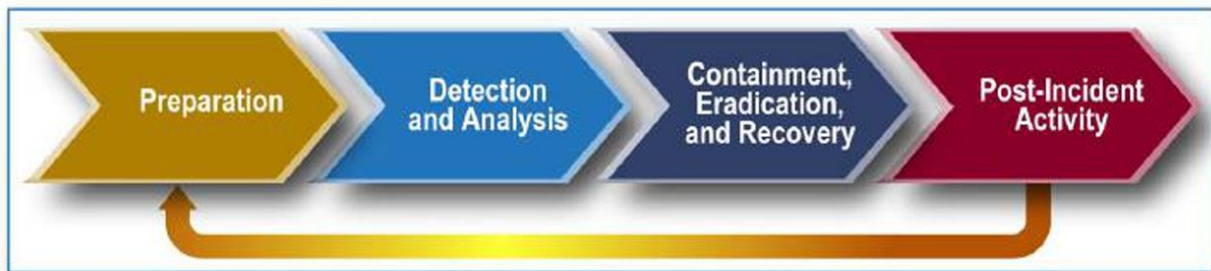 Preparation
Detection
and Analysis
Containment,
Eradication,
and Recovery
Post-Incident
Activity